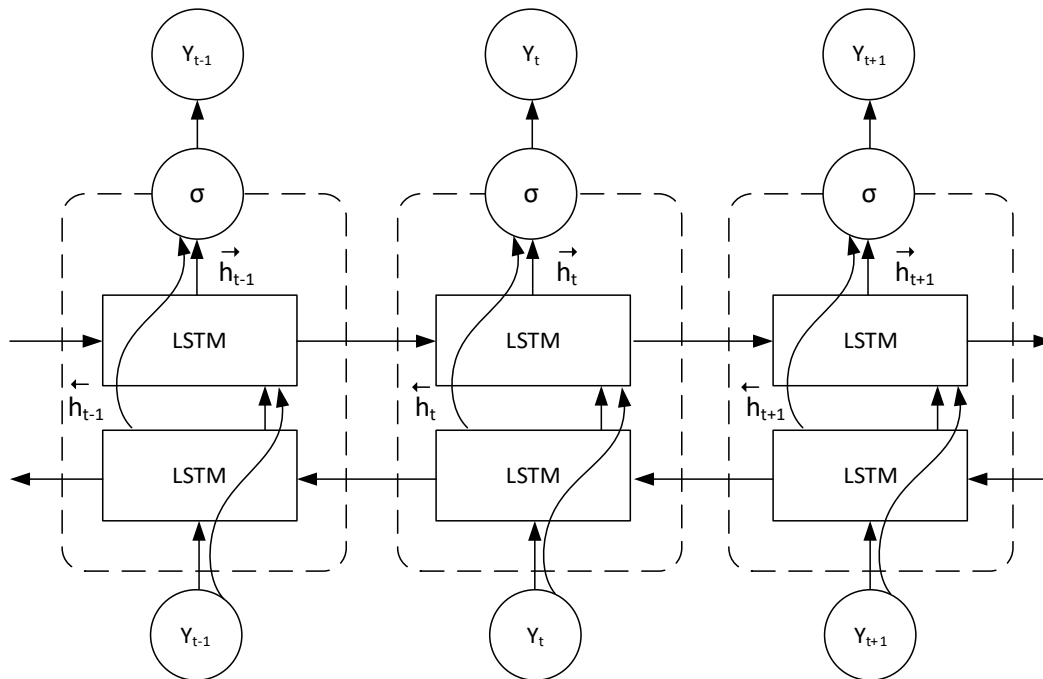 Y_{t-1} Y_t Y_{t+1}
σ σ σ
→h_{t-1} →h_t →h_{t+1}
LSTM LSTM LSTM
←h_{t-1} ←h_t ←h_{t+1}
LSTM LSTM LSTM
Y_{t-1} Y_t Y_{t+1}